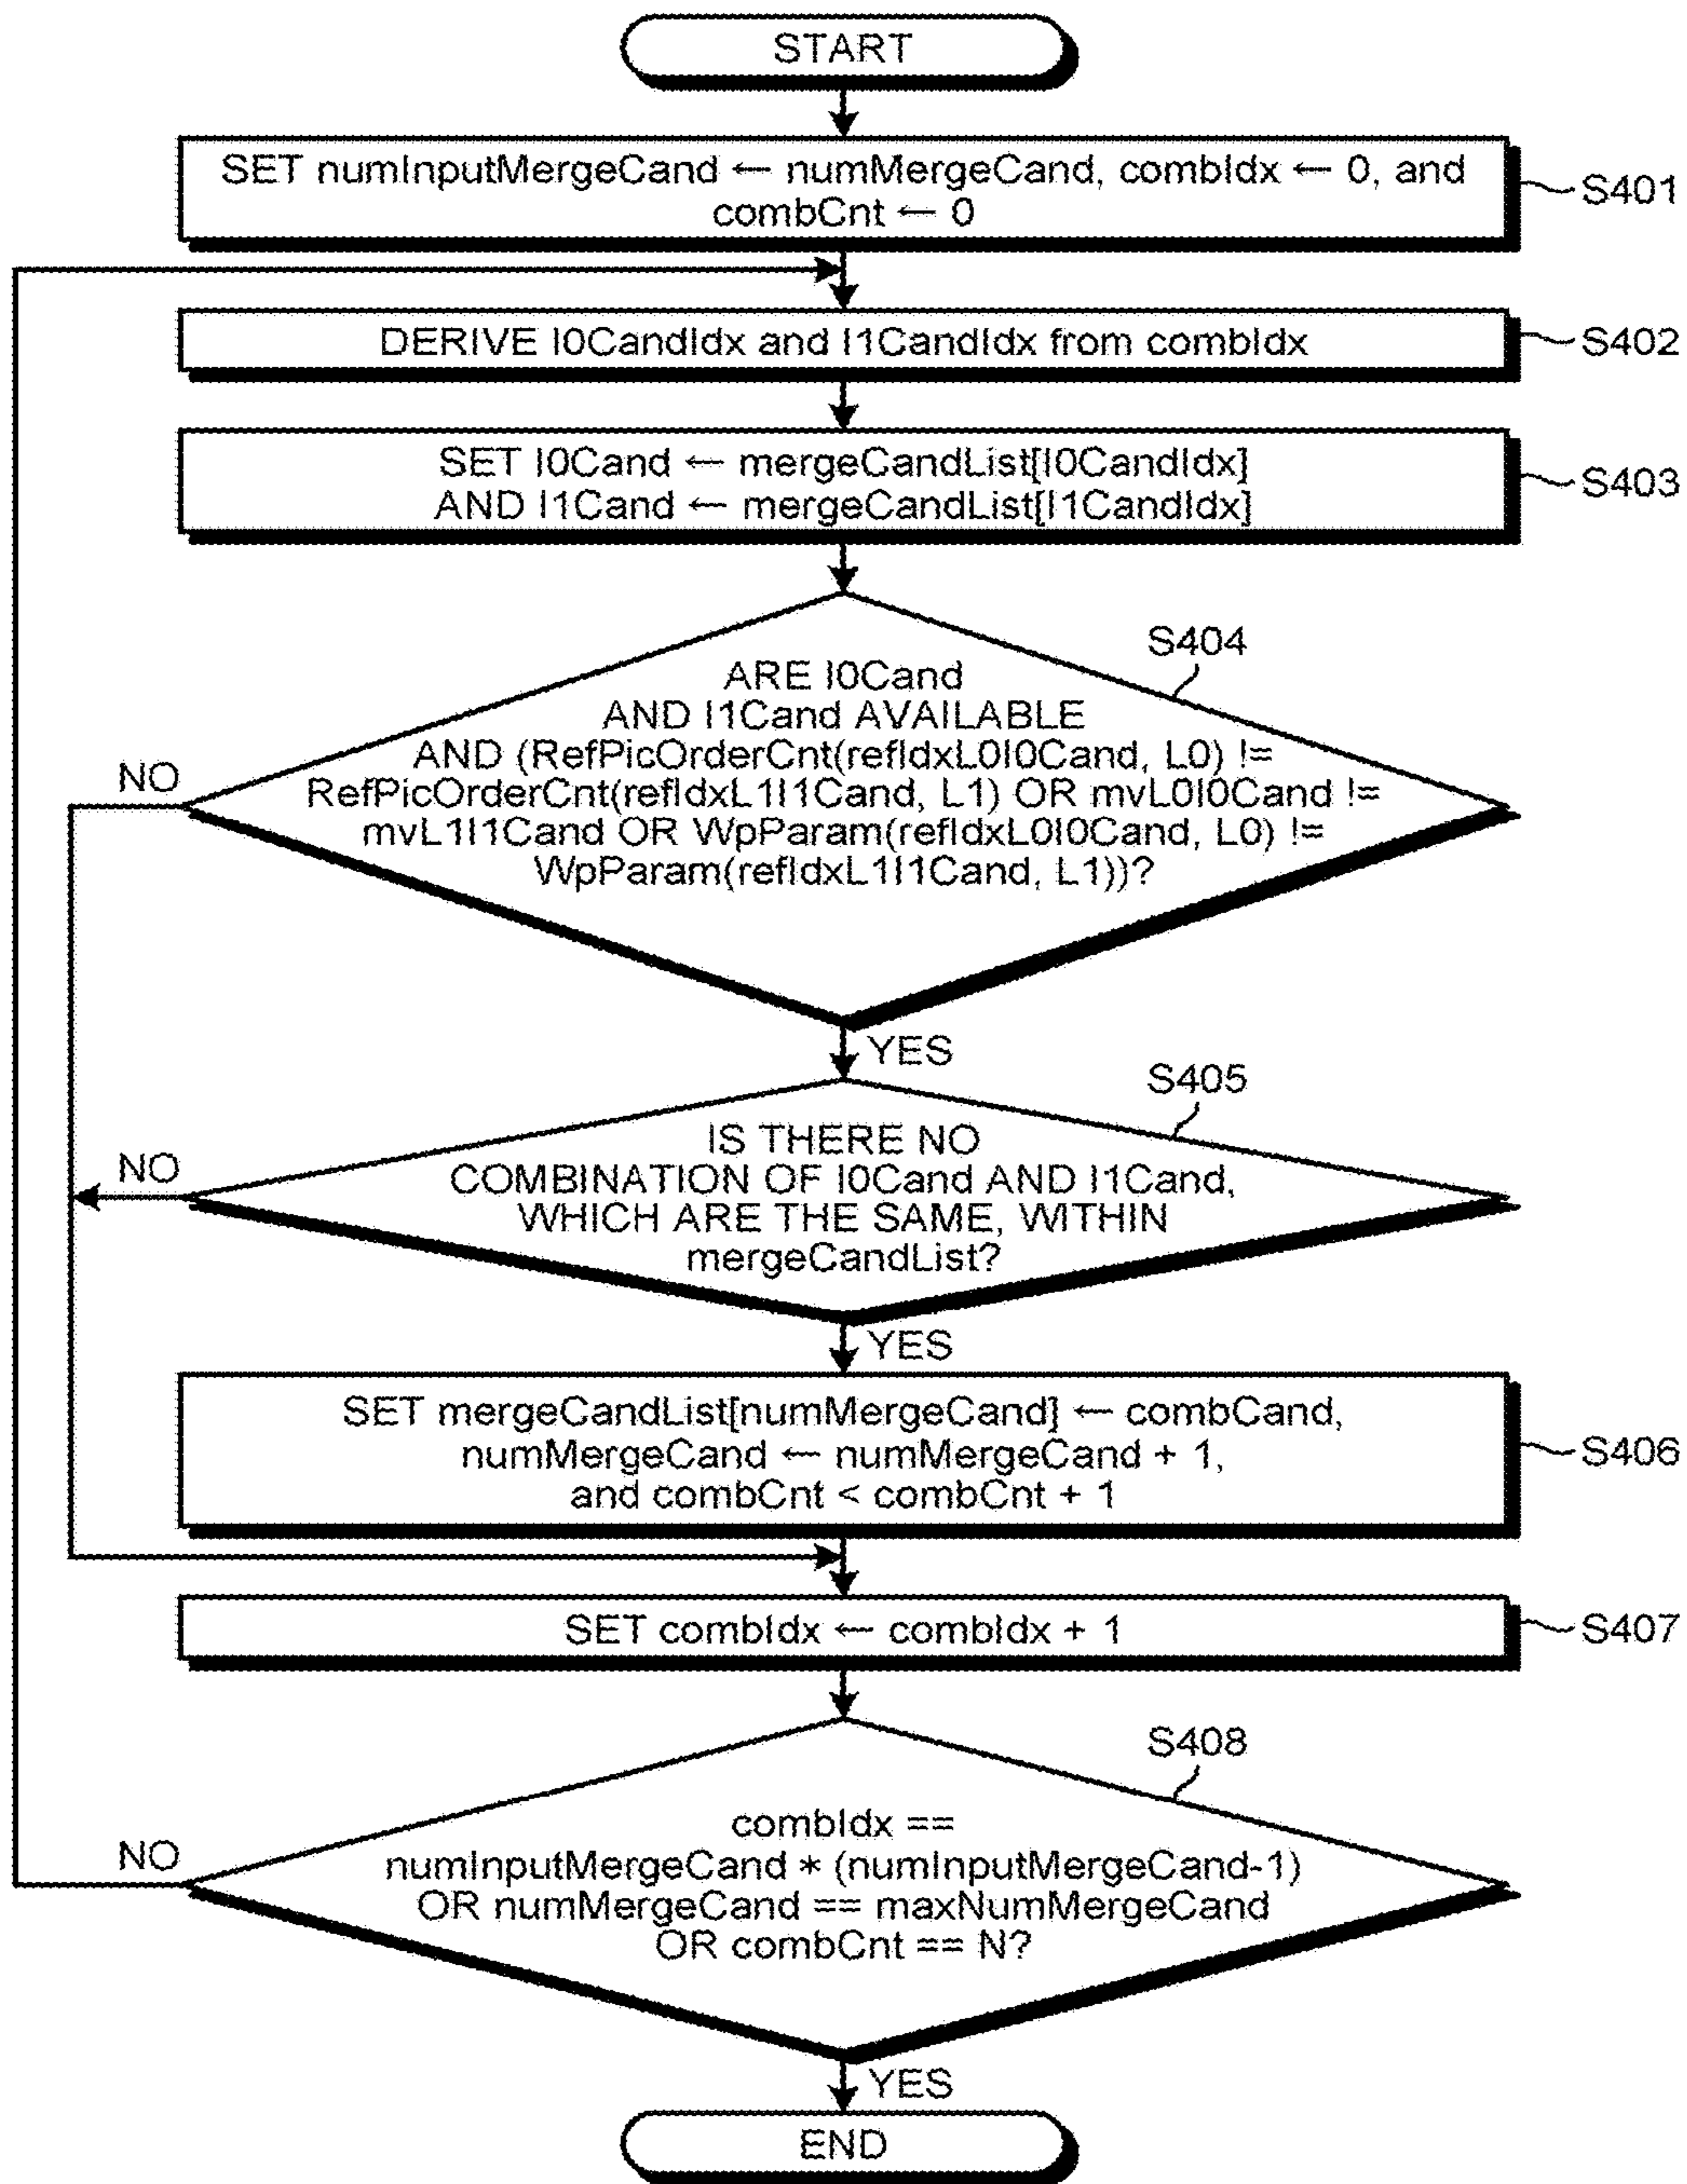 START
SET numInputMergeCand ← numMergeCand, combIdx ← 0, and
combCnt ← 0
S401
DERIVE l0CandIdx and l1CandIdx from combIdx
S402
SET l0Cand ← mergeCandList[l0CandIdx]
AND l1Cand ← mergeCandList[l1CandIdx]
S403
S404
ARE l0Cand
AND l1Cand AVAILABLE
AND (RefPicOrderCnt(refIdxL0l0Cand, L0) !=
RefPicOrderCnt(refIdxL1l1Cand, L1) OR mvL0l0Cand !=
mvL1l1Cand OR WpParam(refIdxL0l0Cand, L0) !=
WpParam(refIdxL1l1Cand, L1))?
NO
YES
S405
IS THERE NO
COMBINATION OF l0Cand AND l1Cand,
WHICH ARE THE SAME, WITHIN
mergeCandList?
NO
YES
SET mergeCandList[numMergeCand] ← combCand,
numMergeCand ← numMergeCand + 1,
and combCnt < combCnt + 1
S406
SET combIdx ← combIdx + 1
S407
S408
combIdx ==
numInputMergeCand * (numInputMergeCand-1)
OR numMergeCand == maxNumMergeCand
OR combCnt == N?
NO
YES
END